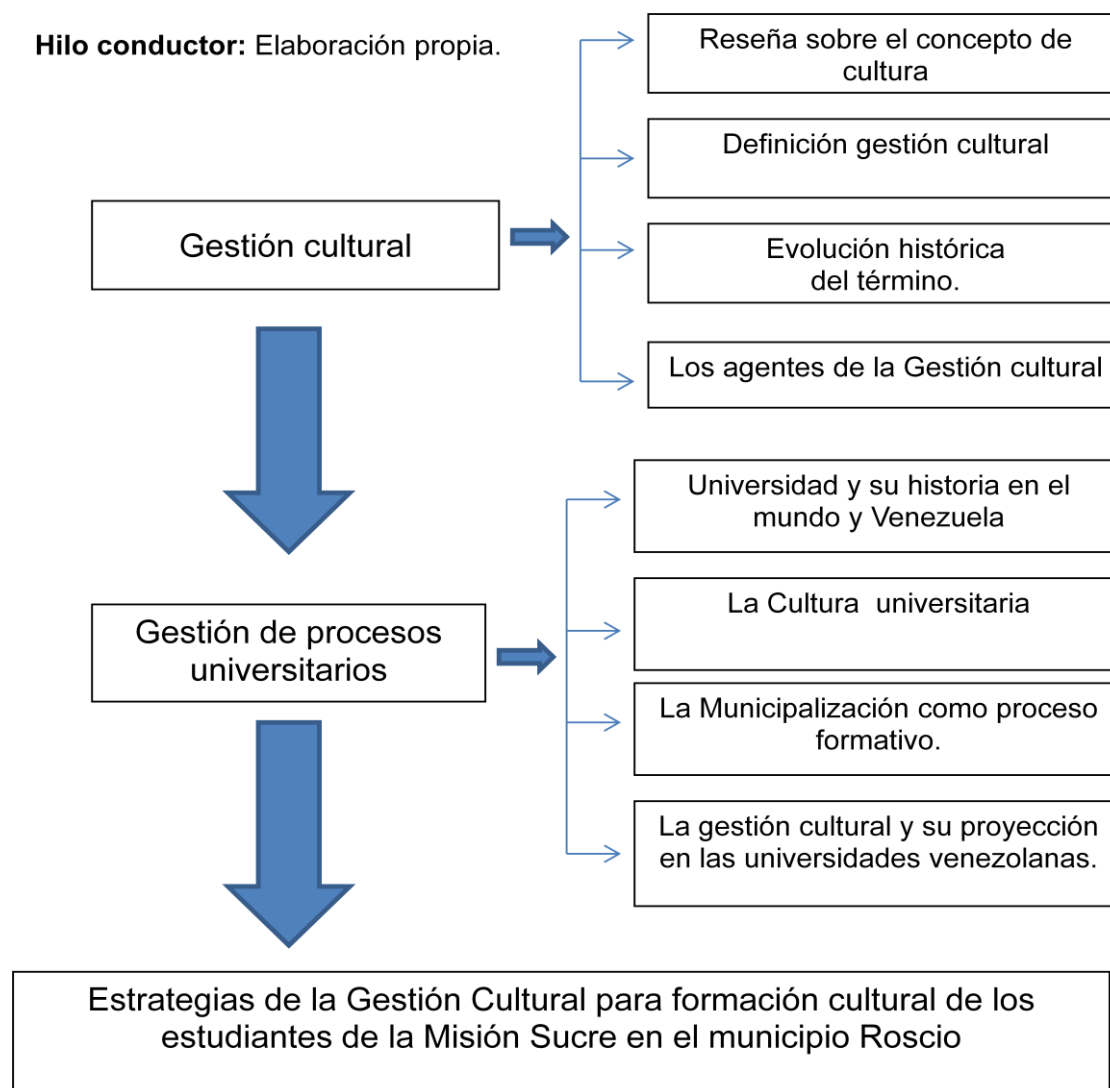 Hilo conductor: Elaboración propia.
Reseña sobre el concepto de
cultura
Definición gestión cultural
Gestión cultural
Evolución histórica
del término.
Los agentes de la Gestión cultural
Universidad y su historia en el
mundo y Venezuela
La Cultura universitaria
Gestión de procesos
universitarios
La Municipalización como proceso
formativo.
La gestión cultural y su proyección
en las universidades venezolanas.
Estrategias de la Gestión Cultural para formación cultural de los
estudiantes de la Misión Sucre en el municipio Roscio